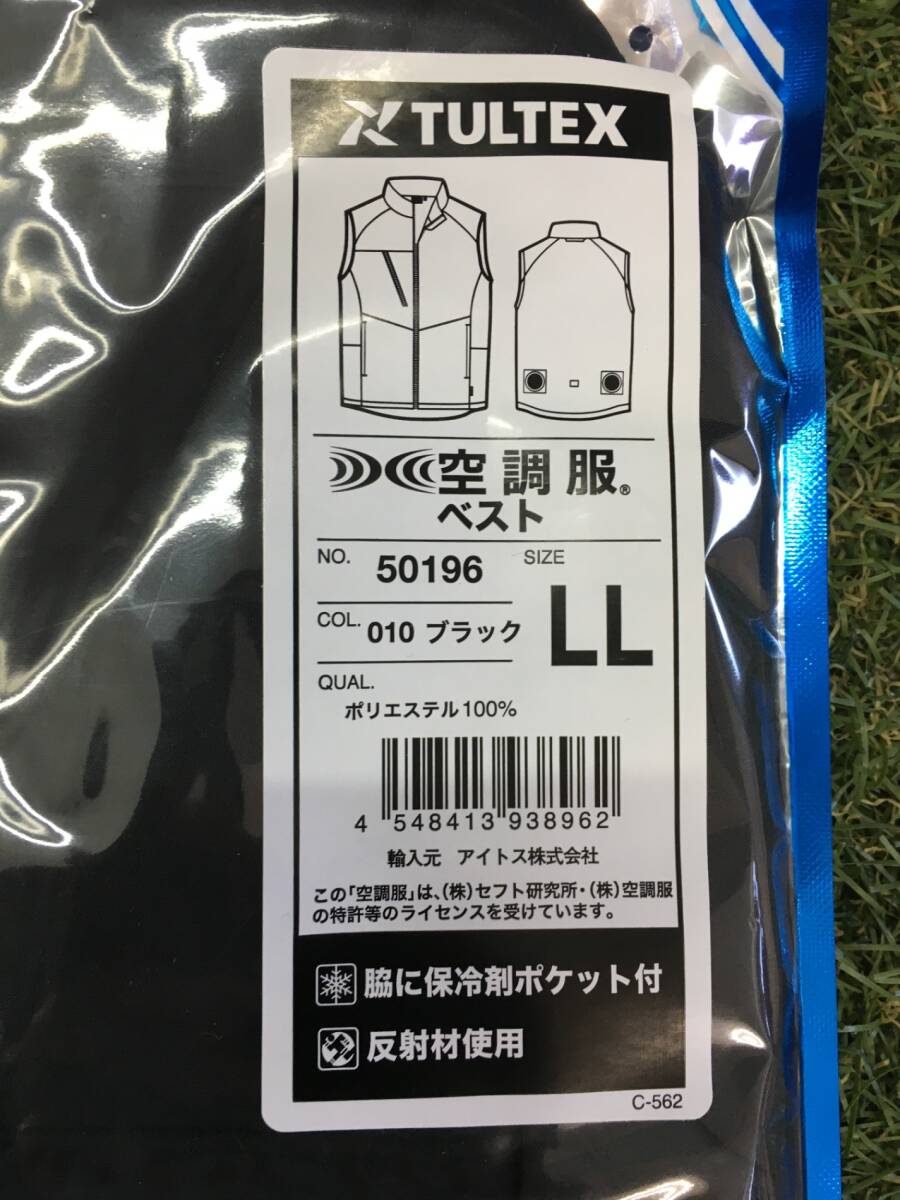 TULTEX
空調服®
ベスト
NO. 50196
SIZE
LL
COL. 010 ブラック
QUAL.
ポリエステル100%
4 548413 938962
輸入元 アイトス株式会社
この「空調服」は、(株)セフト研究所・(株)空調服
の特許等のライセンスを受けています。
脇に保冷剤ポケット付
反射材使用
C-562